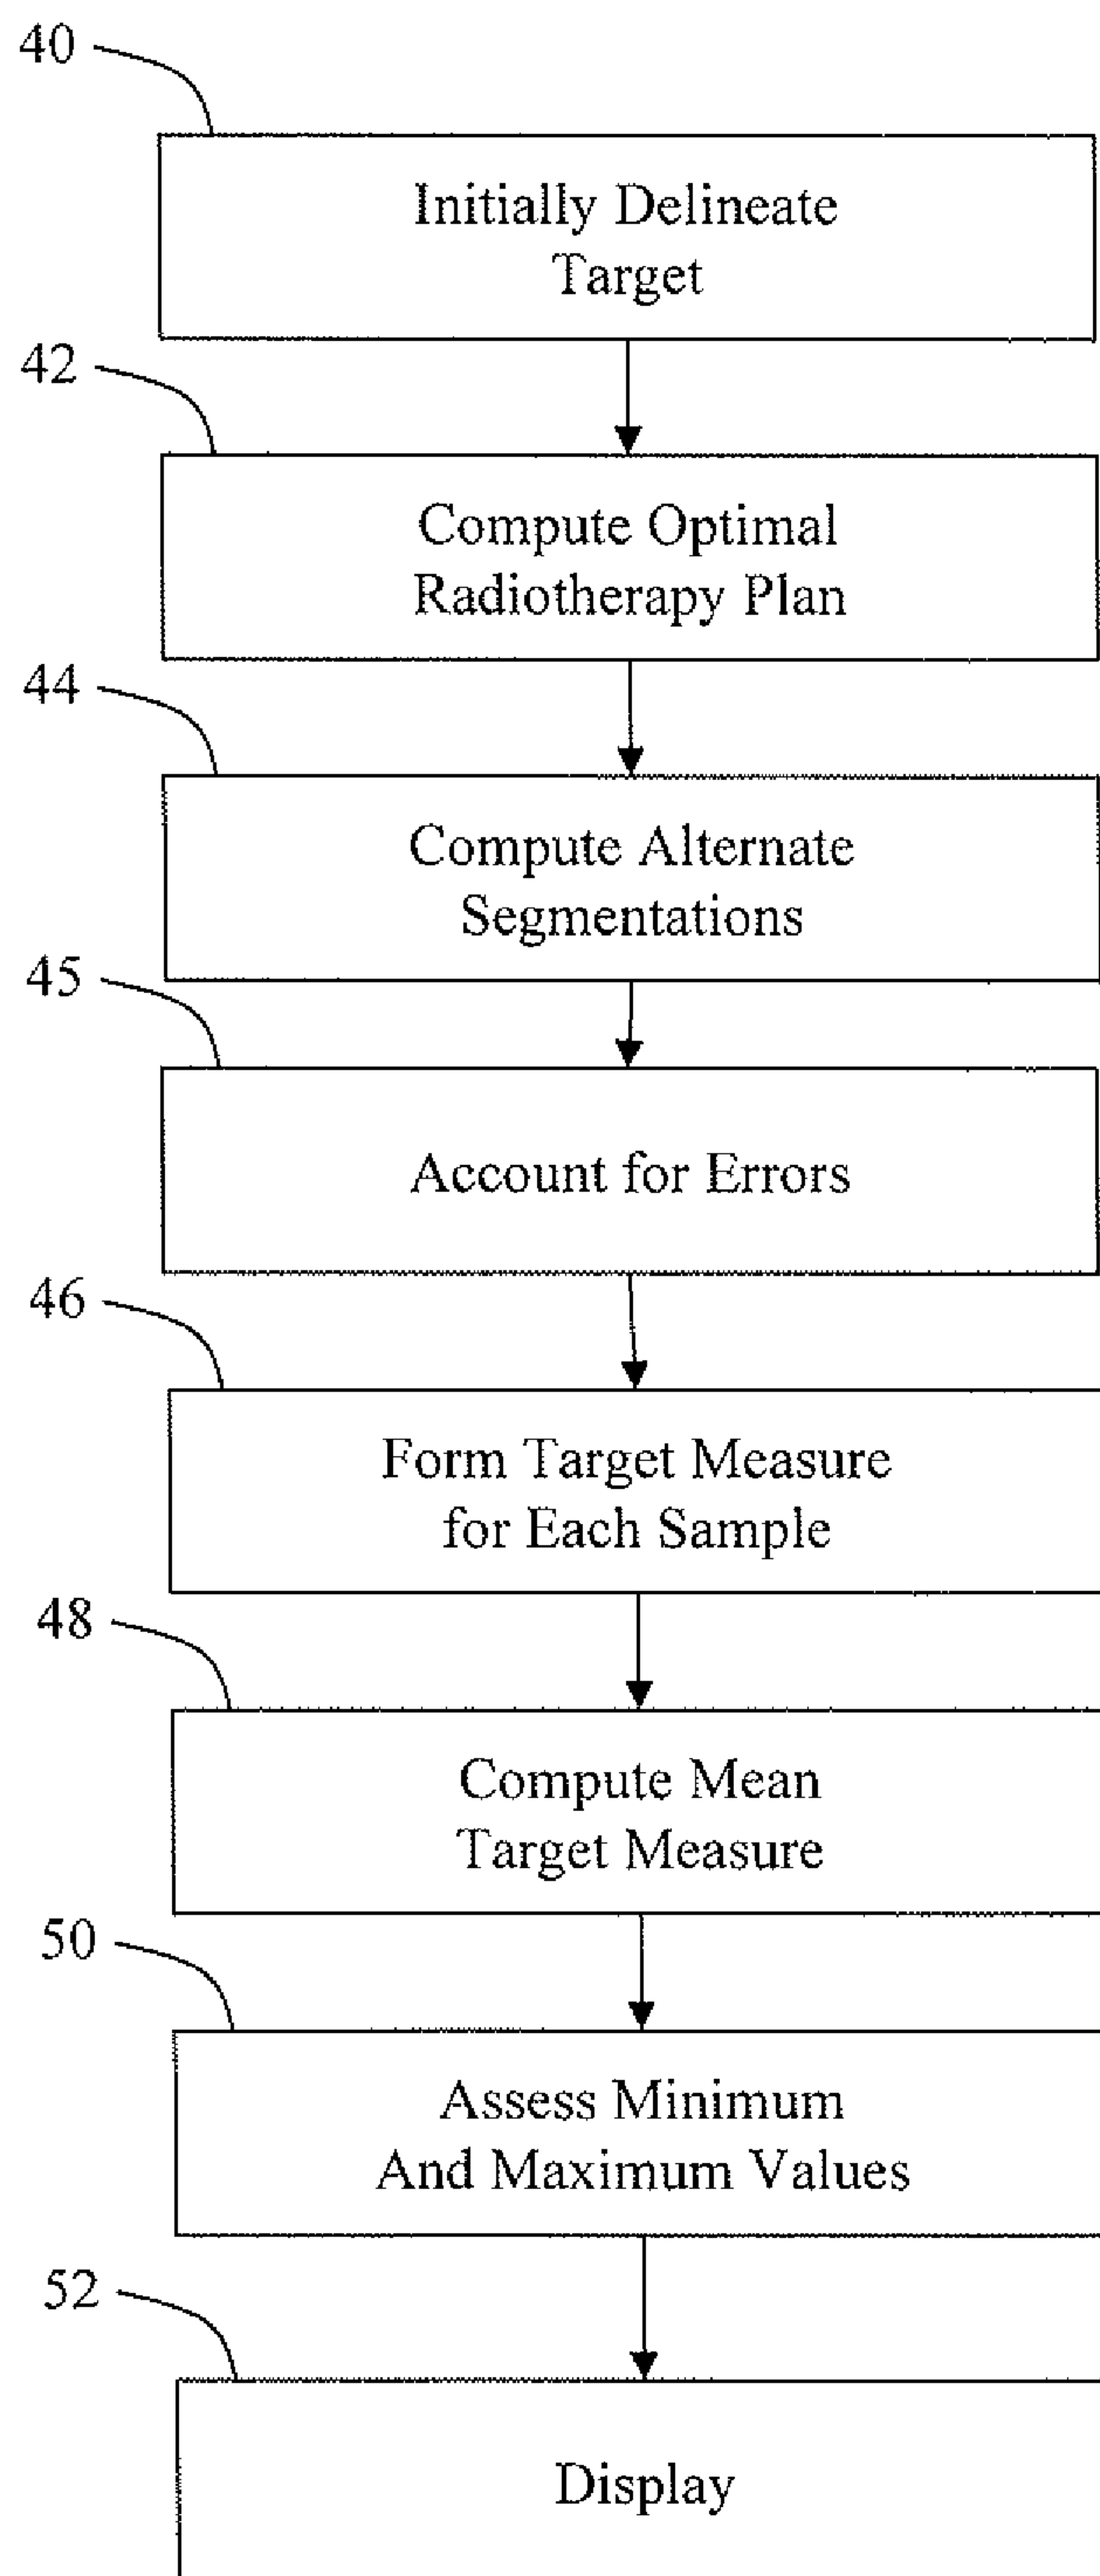 40
Initially Delineate
Target
42
Compute Optimal
Radiotherapy Plan
44
Compute Alternate
Segmentations
45
Account for Errors
46
Form Target Measure
for Each Sample
48
Compute Mean
Target Measure
50
Assess Minimum
And Maximum Values
52
Display